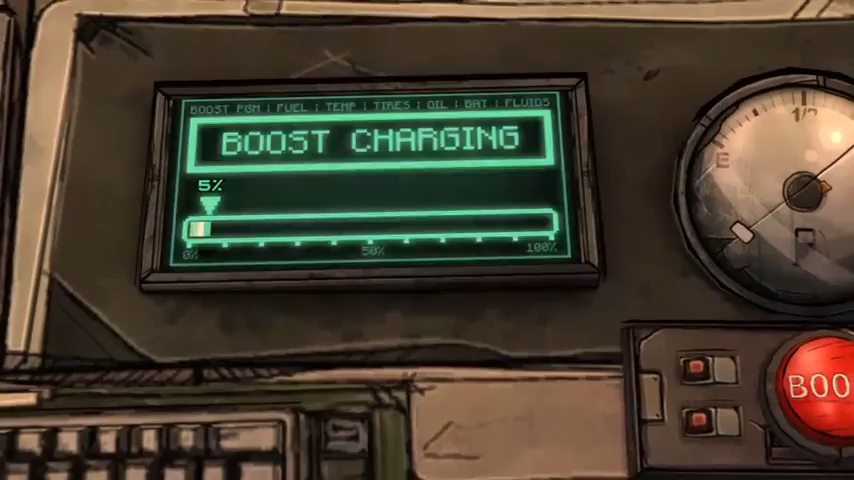 BOOST PGM | FUEL | TEMP | TIRES | OIL | BAT | FLUIDS
BOOST CHARGING
5%
0% 50% 100%
1/2
E
BOO